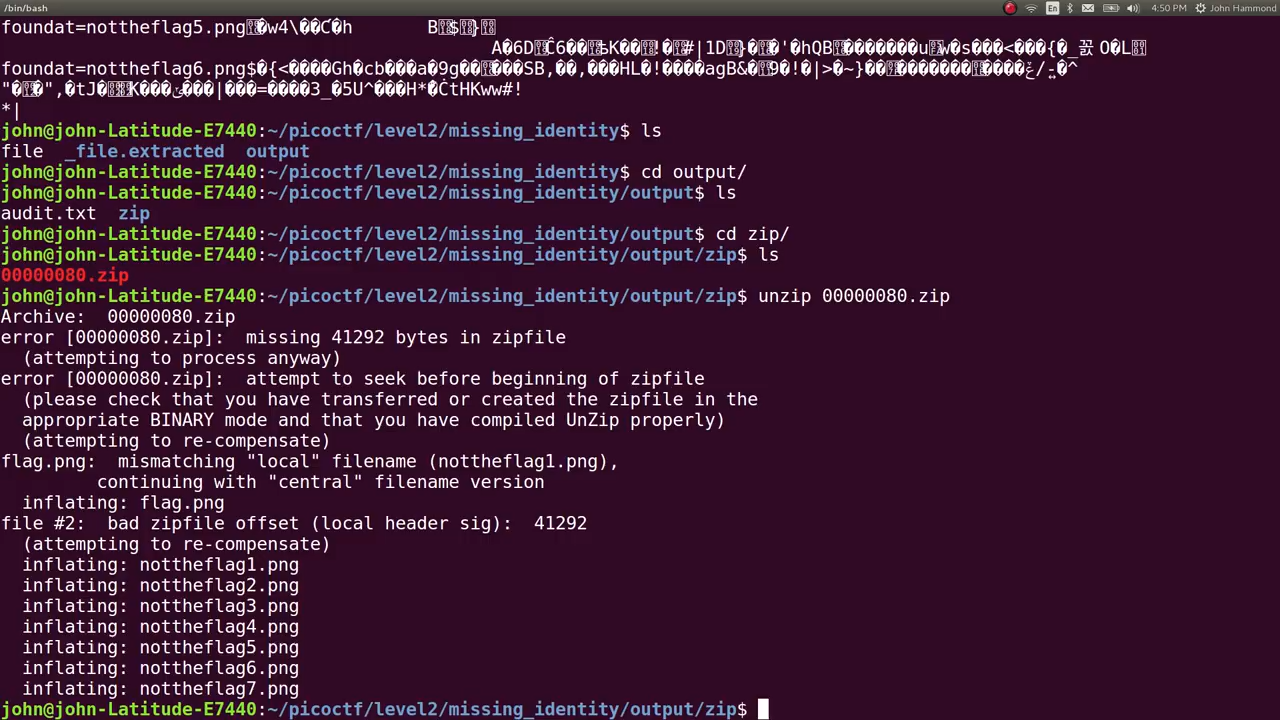 /bin/bash
En
4:50 PM
John Hammond
foundat=nottheflag5.png
foundat=nottheflag6.png
*|
john@john-Latitude-E7440:~/picoctf/level2/missing_identity$ ls
file  _file.extracted  output
john@john-Latitude-E7440:~/picoctf/level2/missing_identity$ cd output/
john@john-Latitude-E7440:~/picoctf/level2/missing_identity/output$ ls
audit.txt  zip
john@john-Latitude-E7440:~/picoctf/level2/missing_identity/output$ cd zip/
john@john-Latitude-E7440:~/picoctf/level2/missing_identity/output/zip$ ls
00000080.zip
john@john-Latitude-E7440:~/picoctf/level2/missing_identity/output/zip$ unzip 00000080.zip
Archive:  00000080.zip
error [00000080.zip]:  missing 41292 bytes in zipfile
  (attempting to process anyway)
error [00000080.zip]:  attempt to seek before beginning of zipfile
  (please check that you have transferred or created the zipfile in the
  appropriate BINARY mode and that you have compiled UnZip properly)
  (attempting to re-compensate)
flag.png:  mismatching "local" filename (nottheflag1.png),
         continuing with "central" filename version
  inflating: flag.png
file #2:  bad zipfile offset (local header sig):  41292
  (attempting to re-compensate)
  inflating: nottheflag1.png
  inflating: nottheflag2.png
  inflating: nottheflag3.png
  inflating: nottheflag4.png
  inflating: nottheflag5.png
  inflating: nottheflag6.png
  inflating: nottheflag7.png
john@john-Latitude-E7440:~/picoctf/level2/missing_identity/output/zip$